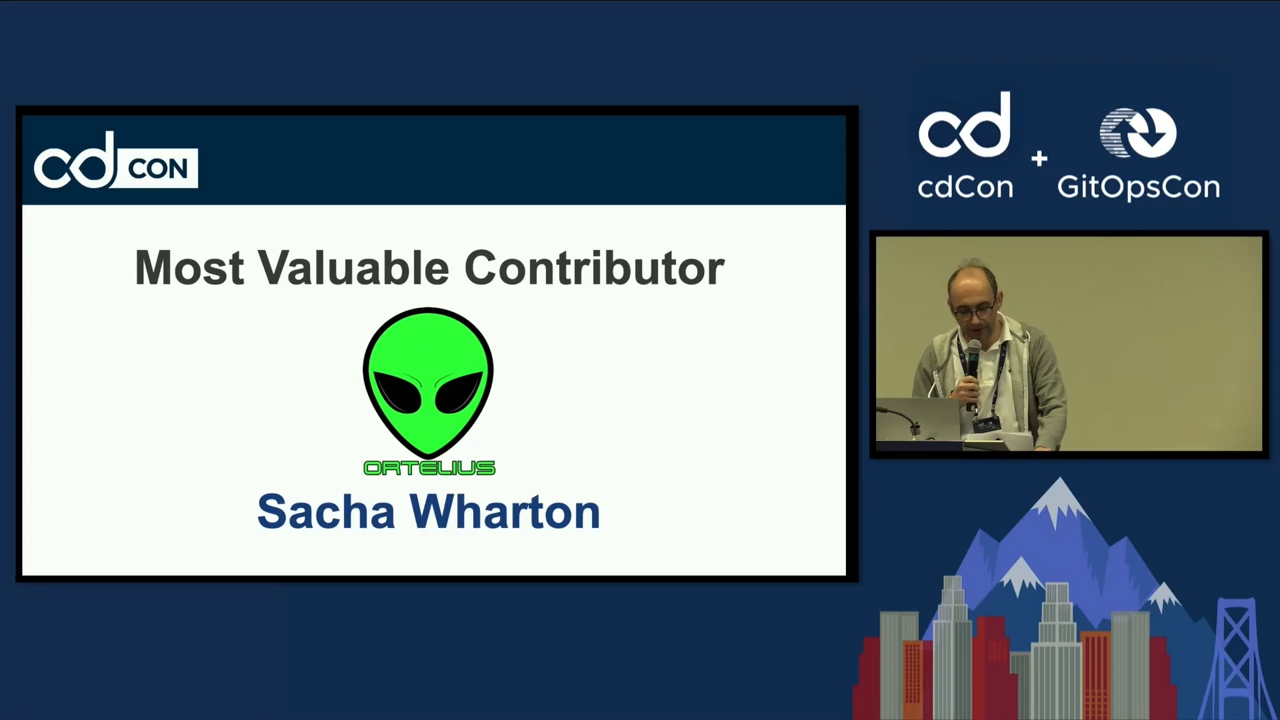 cd CON
Most Valuable Contributor
ORTELIUS
Sacha Wharton
cd
cdCon
+
GitOpsCon